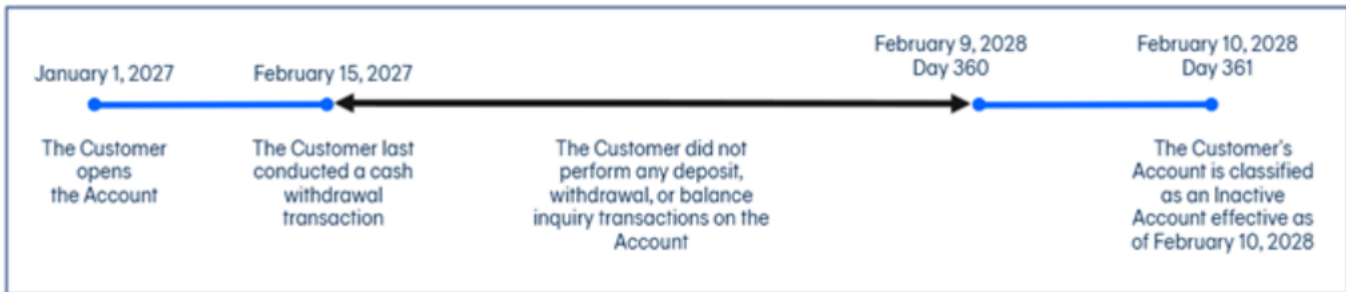 January 1, 2027
February 15, 2027
February 9, 2028
Day 360
February 10, 2028
Day 361
The Customer
opens
the Account
The Customer last
conducted a cash
withdrawal
transaction
The Customer did not
perform any deposit,
withdrawal, or balance
inquiry transactions on the
Account
The Customer's
Account is classified
as an Inactive
Account effective as
of February 10, 2028